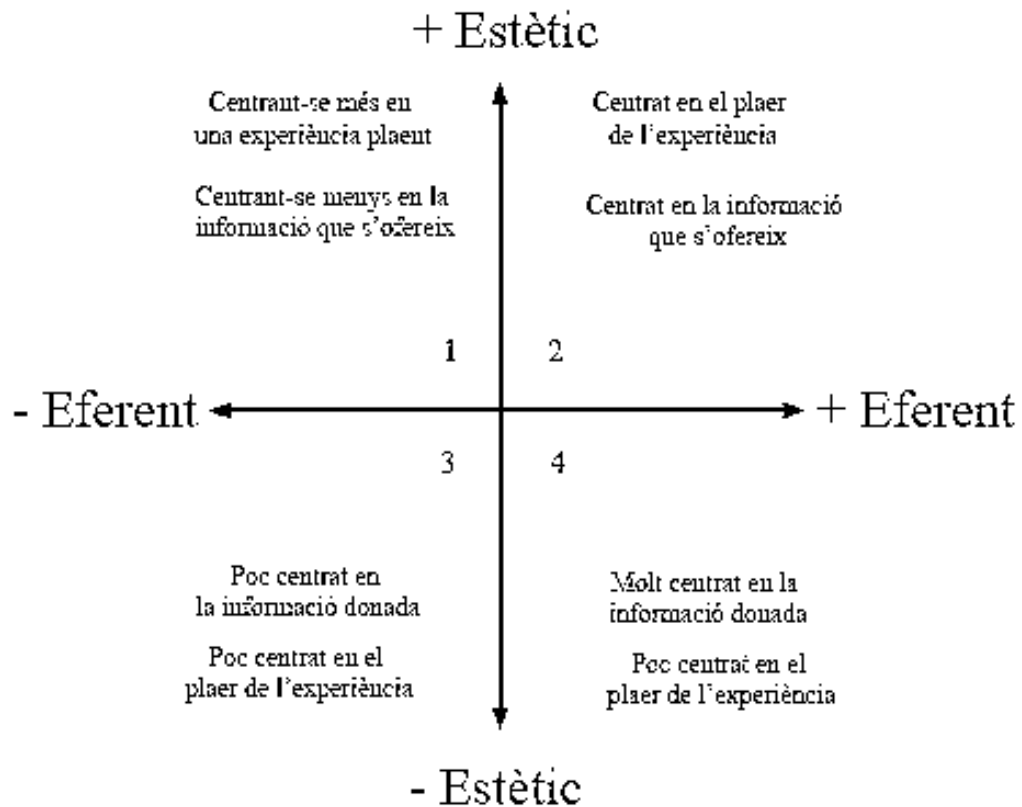 + Estètic
Centrant-se més en
una experiència plaent
Centrant-se menys en la
informació que s'ofereix
Centrat en el plaer
de l'experiència
Centrat en la informació
que s'ofereix
1
2
- Eferent
+ Eferent
3
4
Poc centrat en
la informació donada
Poc centrat en el
plaer de l'experiència
Molt centrat en la
informació donada
Poc centrat en el
plaer de l'experiència
- Estètic